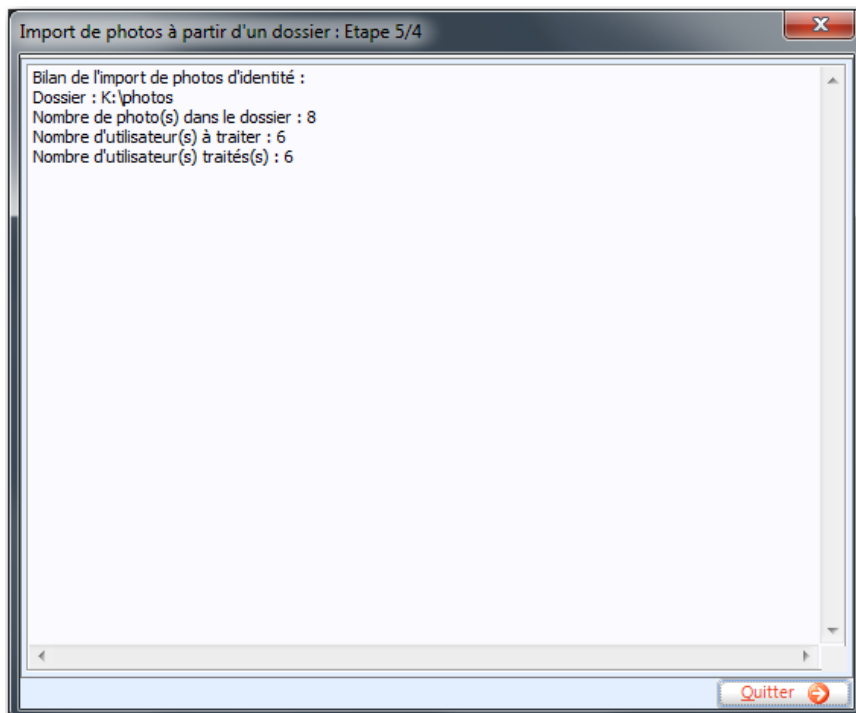 Import de photos à partir d'un dossier : Etape 5/4
Bilan de l'import de photos d'identité :
Dossier : K:\photos
Nombre de photo(s) dans le dossier : 8
Nombre d'utilisateur(s) à traiter : 6
Nombre d'utilisateur(s) traités(s) : 6
Quitter